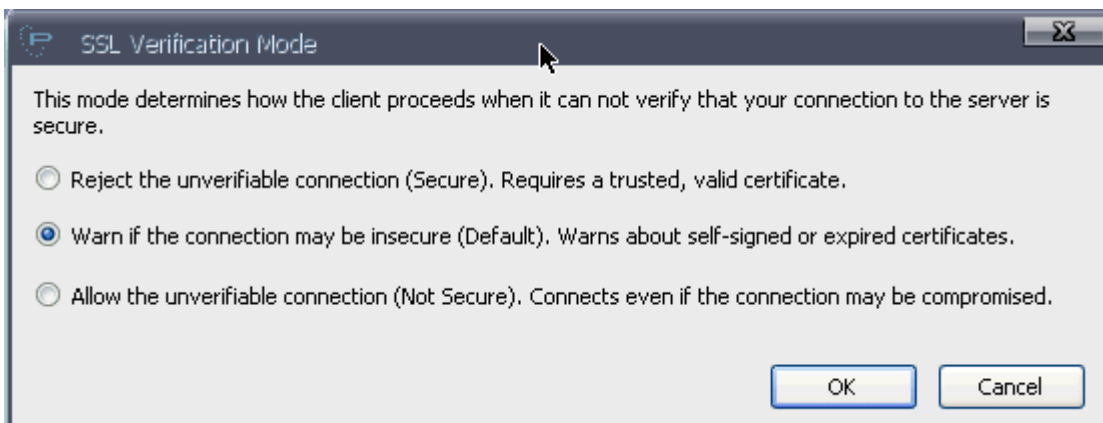 SSL Verification Mode
This mode determines how the client proceeds when it can not verify that your connection to the server is
secure.
Reject the unverifiable connection (Secure). Requires a trusted, valid certificate.
Warn if the connection may be insecure (Default). Warns about self-signed or expired certificates.
Allow the unverifiable connection (Not Secure). Connects even if the connection may be compromised.
OK Cancel